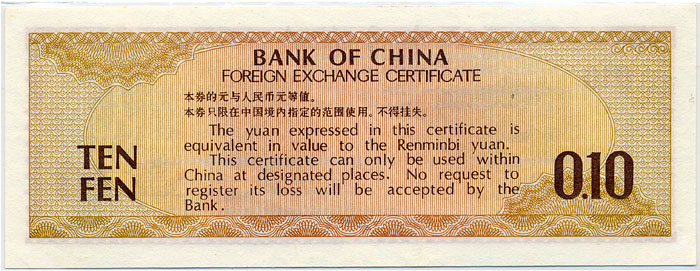 BANK OF CHINA
FOREIGN EXCHANGE CERTIFICATE
本券的元与人民币元等值。
本券只限在中国境内指定的范围使用。不得挂失。
The yuan expressed in this certificate is
equivalent in value to the Renminbi yuan.
This certificate can only be used within
China at designated places. No request to
register its loss will be accepted by the
Bank.
TEN
FEN
0.10